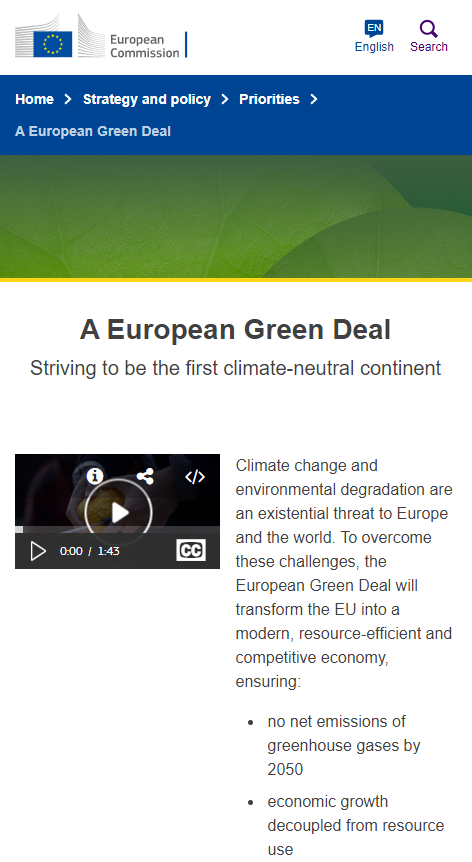 European
Commission
EN
English
Search
Home
Strategy and policy
Priorities
A European Green Deal
A European Green Deal
Striving to be the first climate-neutral continent
0:00 / 1:43
CC
Climate change and
environmental degradation are
an existential threat to Europe
and the world. To overcome
these challenges, the
European Green Deal will
transform the EU into a
modern, resource-efficient and
competitive economy,
ensuring:
no net emissions of
greenhouse gases by
2050
economic growth
decoupled from resource
use